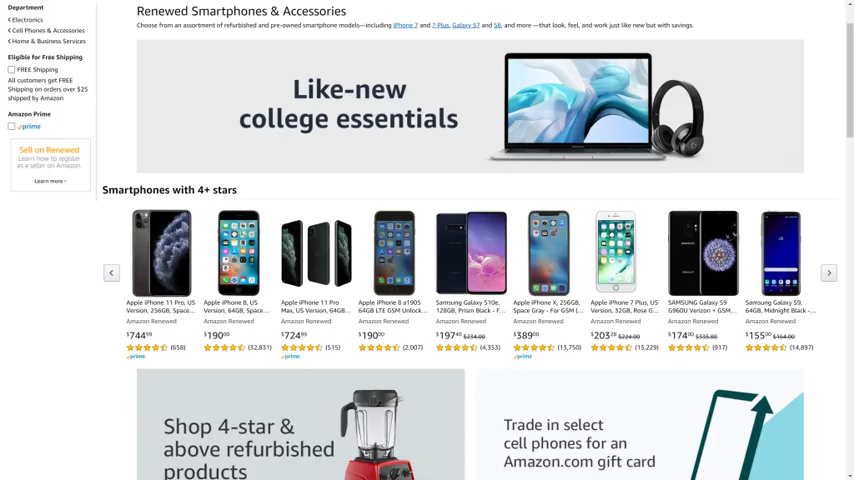 Department
Electronics
Cell Phones & Accessories
Home & Business Services
Eligible for Free Shipping
FREE Shipping
All customers get FREE
Shipping on orders over $25
shipped by Amazon
Amazon Prime
prime
Sell on Renewed
Learn how to register
as a seller on Amazon.
Learn more
Renewed Smartphones & Accessories
Choose from an assortment of refurbished and pre-owned smartphone models—including iPhone 7 and 7 Plus, Galaxy S7 and S8, and more —that look, feel, and work just like new but with savings.
Like-new
college essentials
Smartphones with 4+ stars
Apple iPhone 11 Pro, US
Version, 256GB, Space...
Amazon Renewed
$744.99
(658)
prime
Apple iPhone 8, US
Version, 64GB, Space...
Amazon Renewed
$190.00
(32,831)
Apple iPhone 11 Pro
Max, US Version, 64GB...
Amazon Renewed
$724.99
(515)
prime
Apple iPhone 8 a1905
64GB LTE GSM Unlock...
Amazon Renewed
$190.00
(2,007)
Samsung Galaxy S10e,
128GB, Prism Black - F...
Amazon Renewed
$197.40 $234.00
(4,353)
Apple iPhone X, 256GB,
Space Gray - For GSM (...
Amazon Renewed
$389.00
(13,750)
prime
Apple iPhone 7 Plus, US
Version, 32GB, Rose G...
Amazon Renewed
$203.28 $224.00
(13,229)
SAMSUNG Galaxy S9
G960U Verizon + GSM...
Amazon Renewed
$174.00 $335.88
(917)
Samsung Galaxy S9,
64GB, Midnight Black -...
Amazon Renewed
$155.00 $164.00
(14,897)
Shop 4-star &
above refurbished
products
Trade in select
cell phones for an
Amazon.com gift card